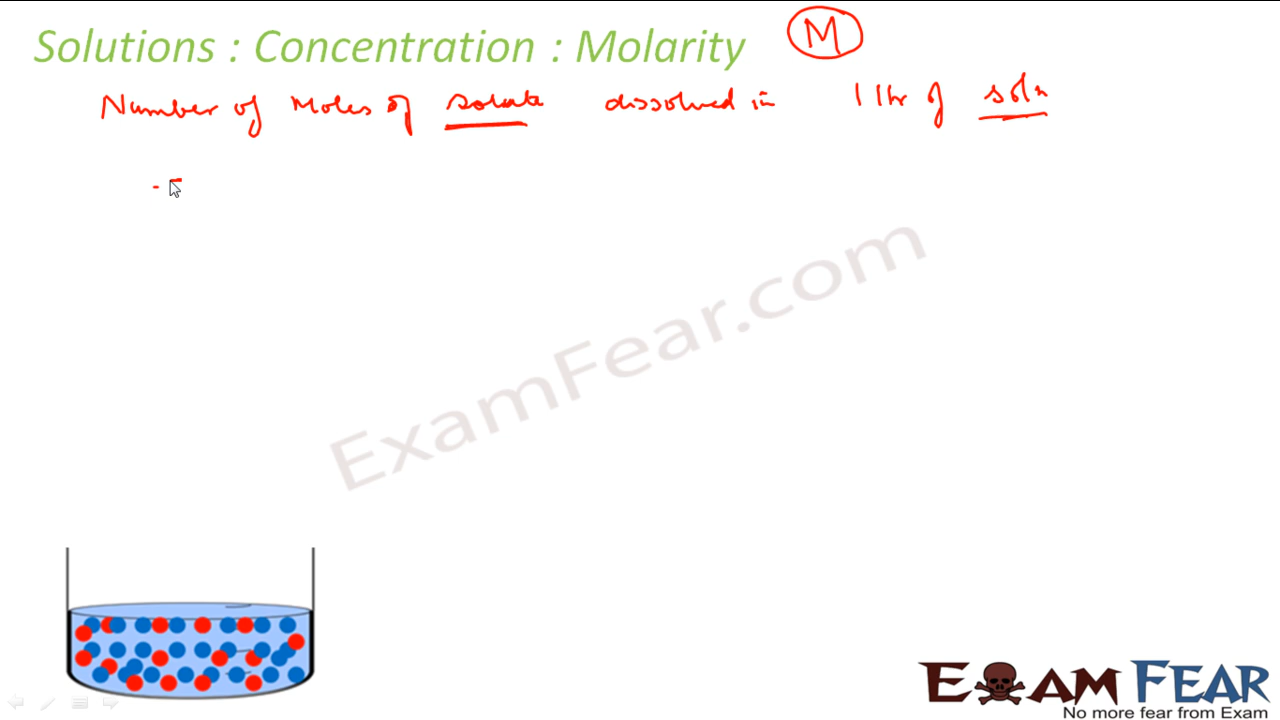 Solutions : Concentration : Molarity M
Number of Moles of solute dissolved in 1 ltr of soln
ExamFear.com
EXAM FEAR
No more fear from Exam